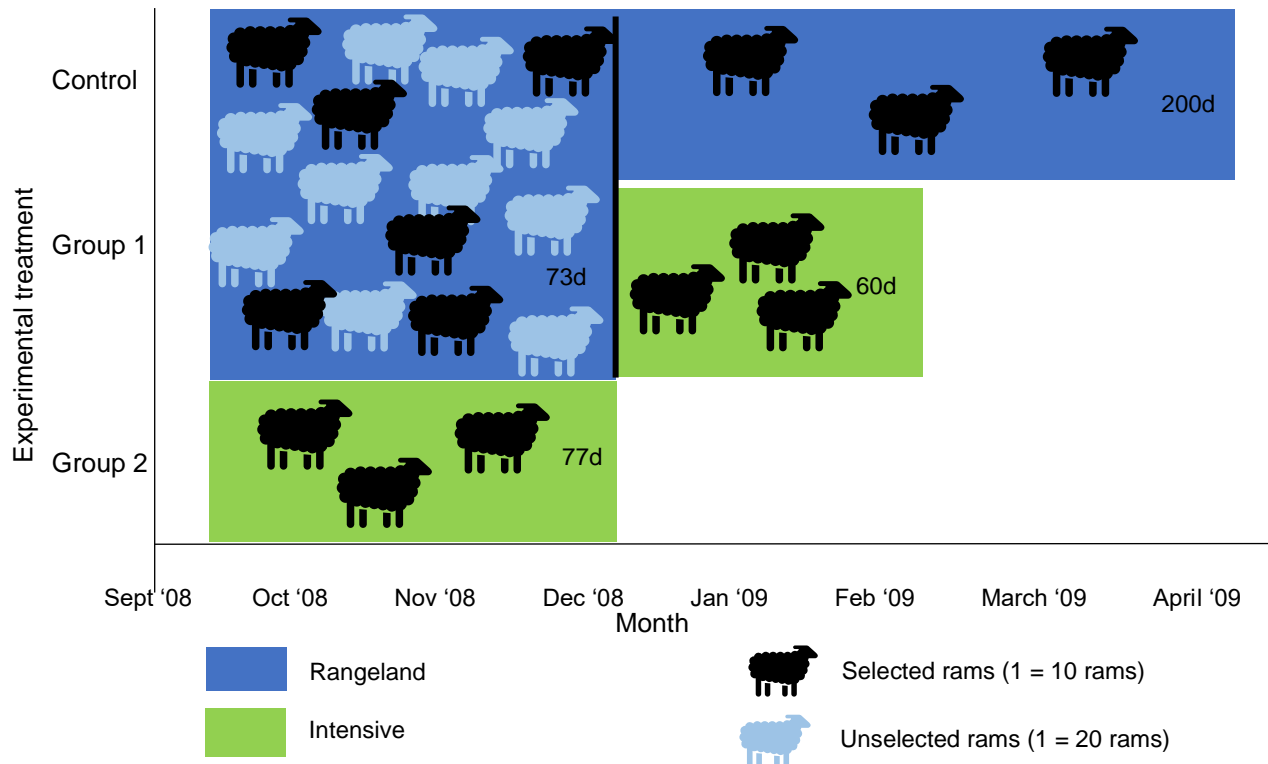 Experimental treatment
Control
Group 1
Group 2
200d
73d
60d
77d
Sept ‘08
Oct ‘08
Nov ‘08
Dec ‘08
Jan ‘09
Feb ‘09
March ‘09
April ‘09
Month
Rangeland
Selected rams (1 = 10 rams)
Intensive
Unselected rams (1 = 20 rams)